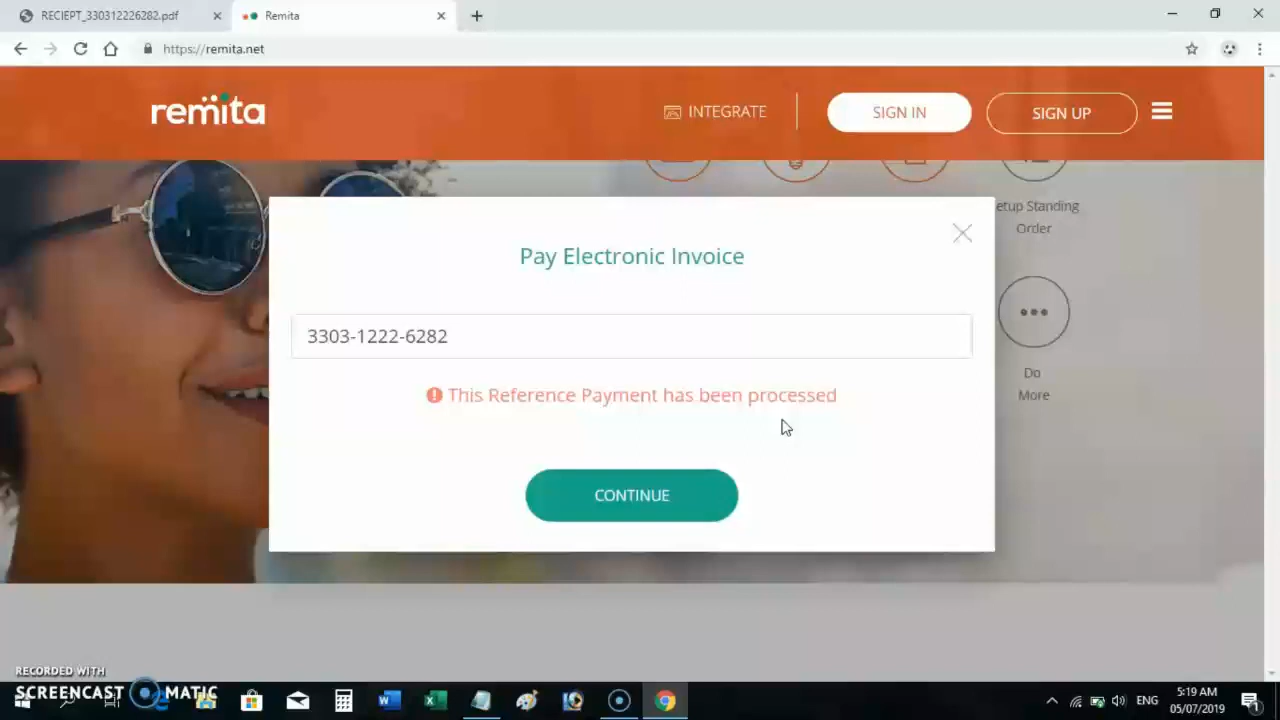 RECIEPT_330312226282.pdf
Remita
https://remita.net
remita
INTEGRATE
SIGN IN
SIGN UP
etup Standing
Order
Pay Electronic Invoice
3303-1222-6282
This Reference Payment has been processed
Do
More
CONTINUE
RECORDED WITH
SCREENCAST MATIC
ENG
5:19 AM
05/07/2019